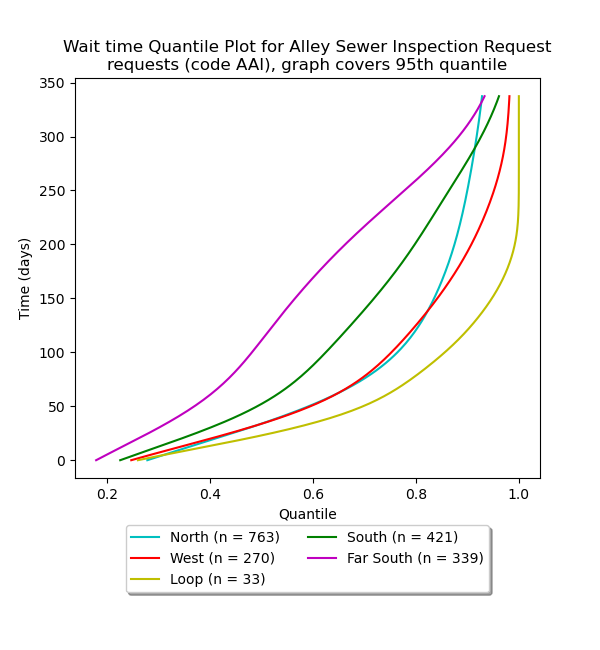 Wait time Quantile Plot for Alley Sewer Inspection Request
requests (code AAI), graph covers 95th quantile
350
300
250
200
150
100
50
0
Time (days)
0.2 0.4 0.6 0.8 1.0
Quantile
North (n = 763)
West (n = 270)
Loop (n = 33)
South (n = 421)
Far South (n = 339)